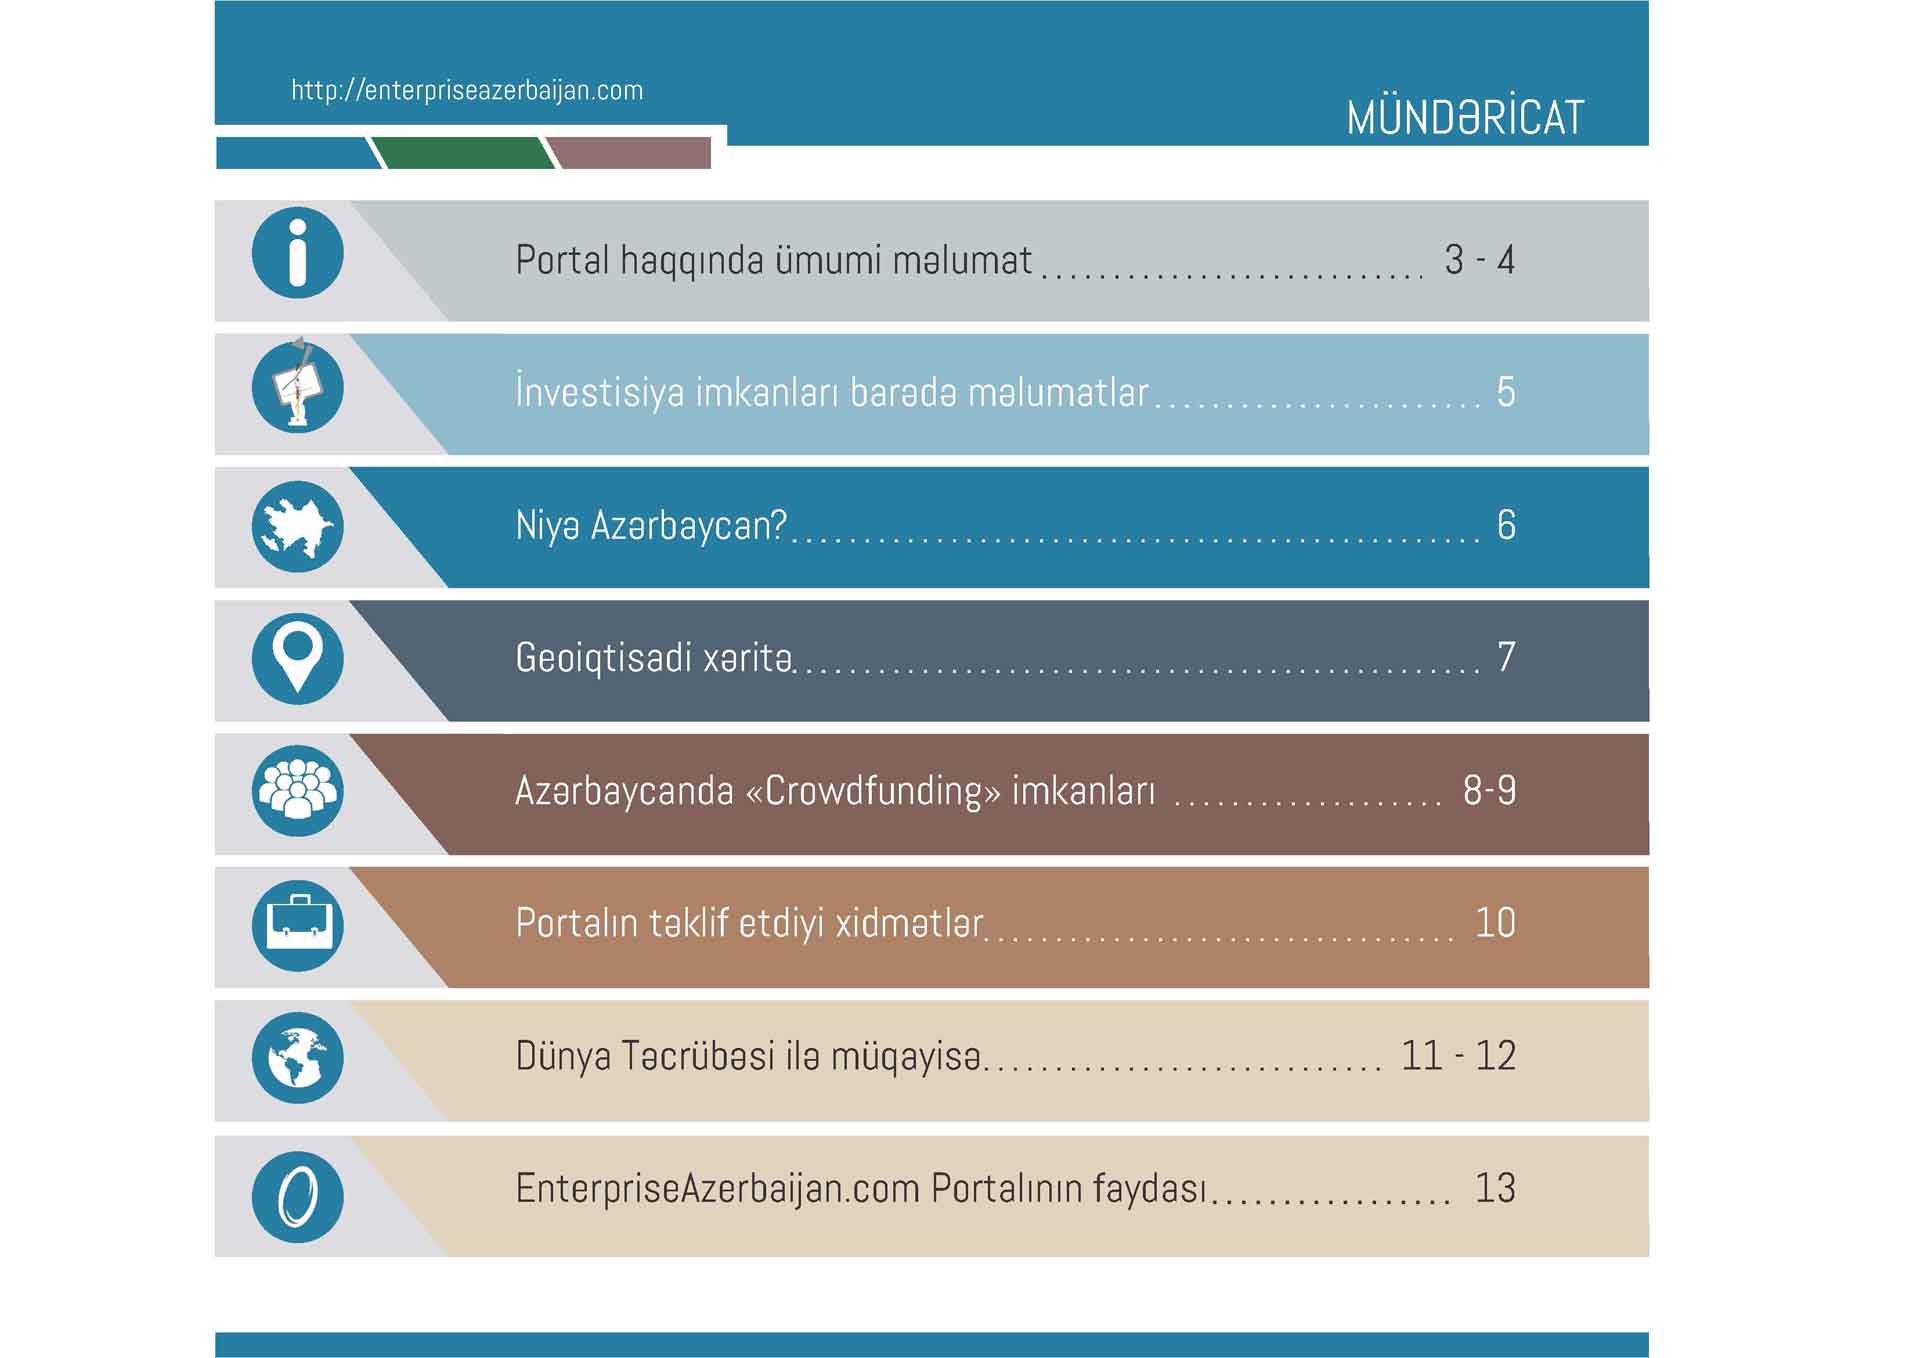 http://enterpriseazerbaijan.com
MÜNDƏRİCAT
Portal haqqında ümumi məlumat .......................... 3 - 4
İnvestisiya imkanları barədə məlumatlar ....................... 5
Niyə Azərbaycan? ................................................ 6
Geoiqtisadi xəritə ................................................ 7
Azərbaycanda «Crowdfunding» imkanları ................... 8-9
Portalın təklif etdiyi xidmətlər ................................. 10
Dünya Təcrübəsi ilə müqayisə ............................ 11 - 12
EnterpriseAzerbaijan.com Portalının faydası ................. 13